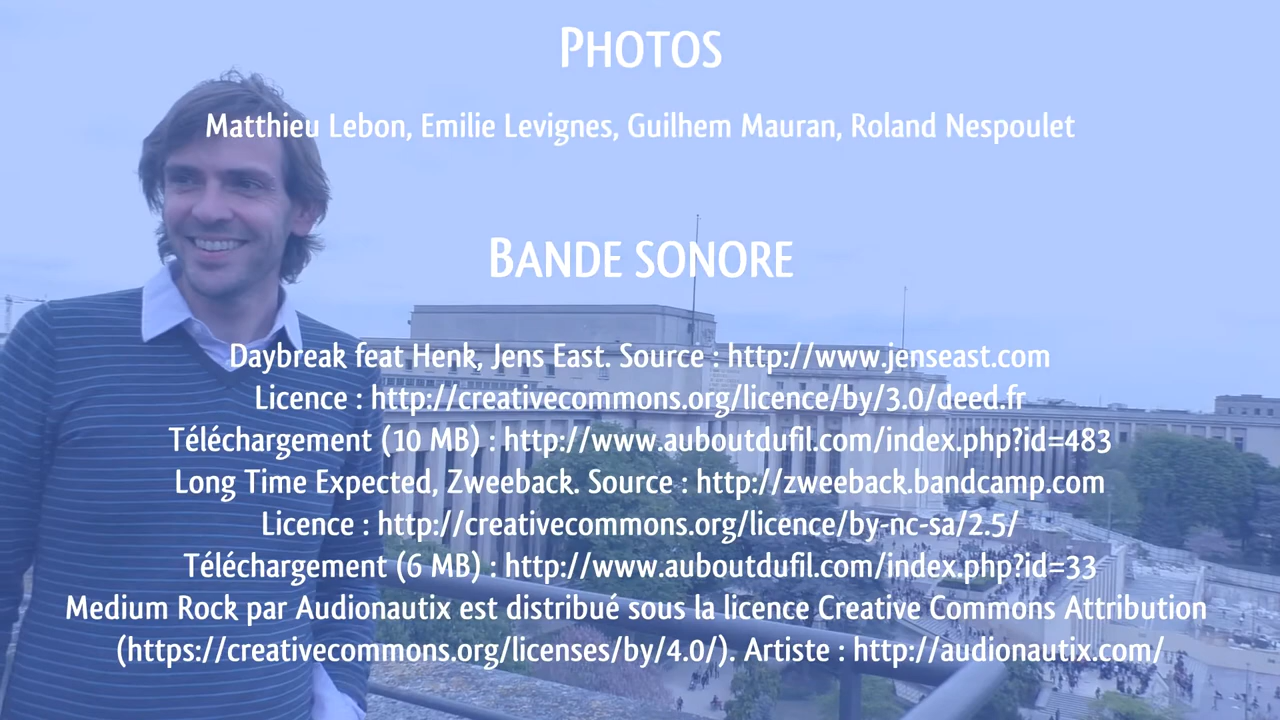 PHOTOS
Matthieu Lebon, Emilie Levignes, Guilhem Mauran, Roland Nespoulet
BANDE SONORE
Daybreak feat Henk, Jens East. Source : http://www.jenseast.com
Licence : http://creativecommons.org/licence/by/3.0/deed.fr
Téléchargement (10 MB) : http://www.auboutdufil.com/index.php?id=483
Long Time Expected, Zweeback. Source : http://zweeback.bandcamp.com
Licence : http://creativecommons.org/licence/by-nc-sa/2.5/
Téléchargement (6 MB) : http://www.auboutdufil.com/index.php?id=33
Medium Rock par Audionautix est distribué sous la licence Creative Commons Attribution
(https://creativecommons.org/licenses/by/4.0/). Artiste : http://audionautix.com/